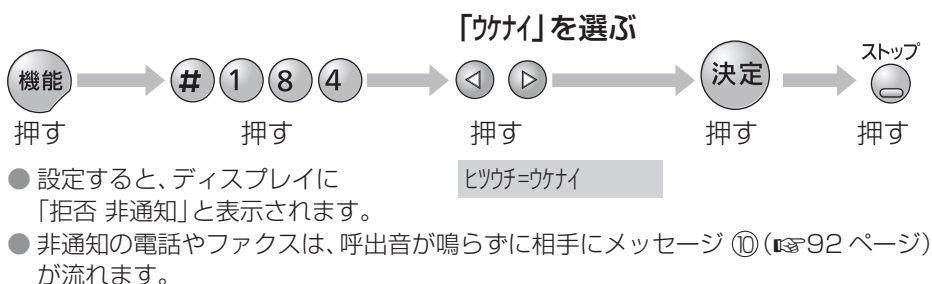 「ウケナイ」を選ぶ
機能 # 1 8 4 ◁ ▷ 決定 ストップ
押す 押す 押す 押す 押す
● 設定すると、ディスプレイに
「拒否 非通知」と表示されます。
ヒツウチ=ウケナイ
● 非通知の電話やファクスは、呼出音が鳴らずに相手にメッセージ ⑩(☞92 ページ)
が流れます。